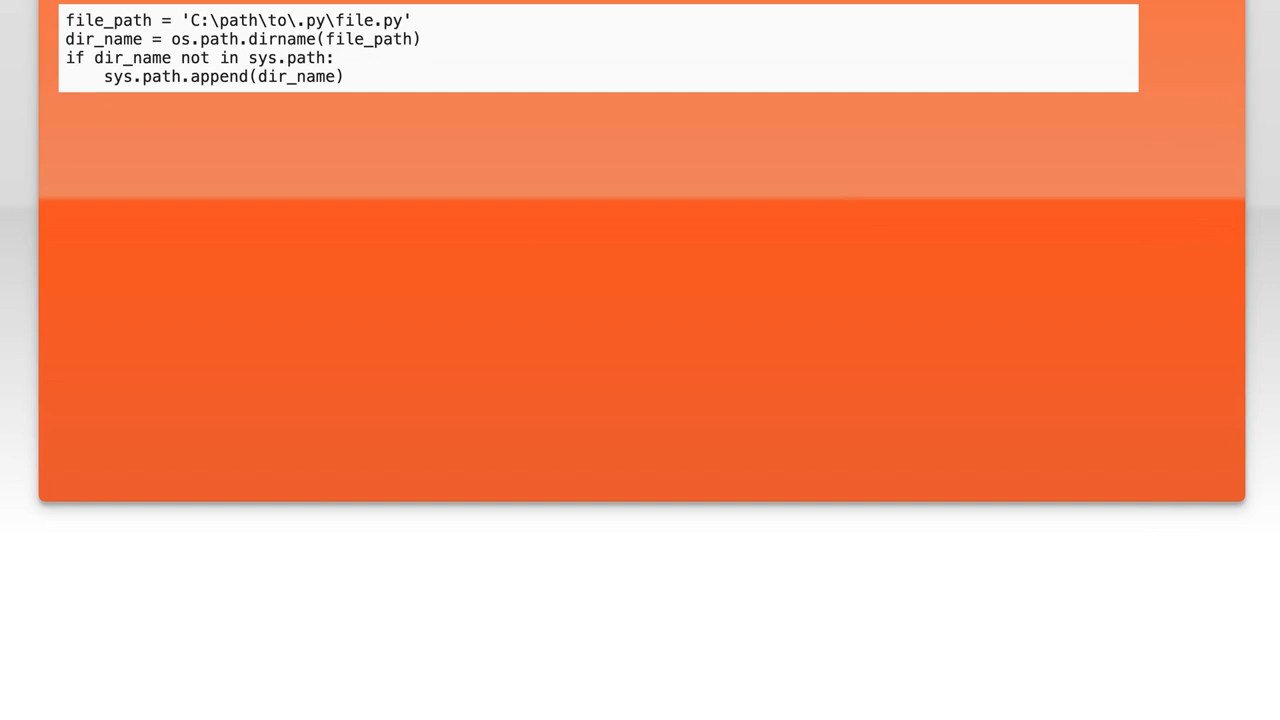 file_path = 'C:\path\to\.py\file.py'
dir_name = os.path.dirname(file_path)
if dir_name not in sys.path:
    sys.path.append(dir_name)